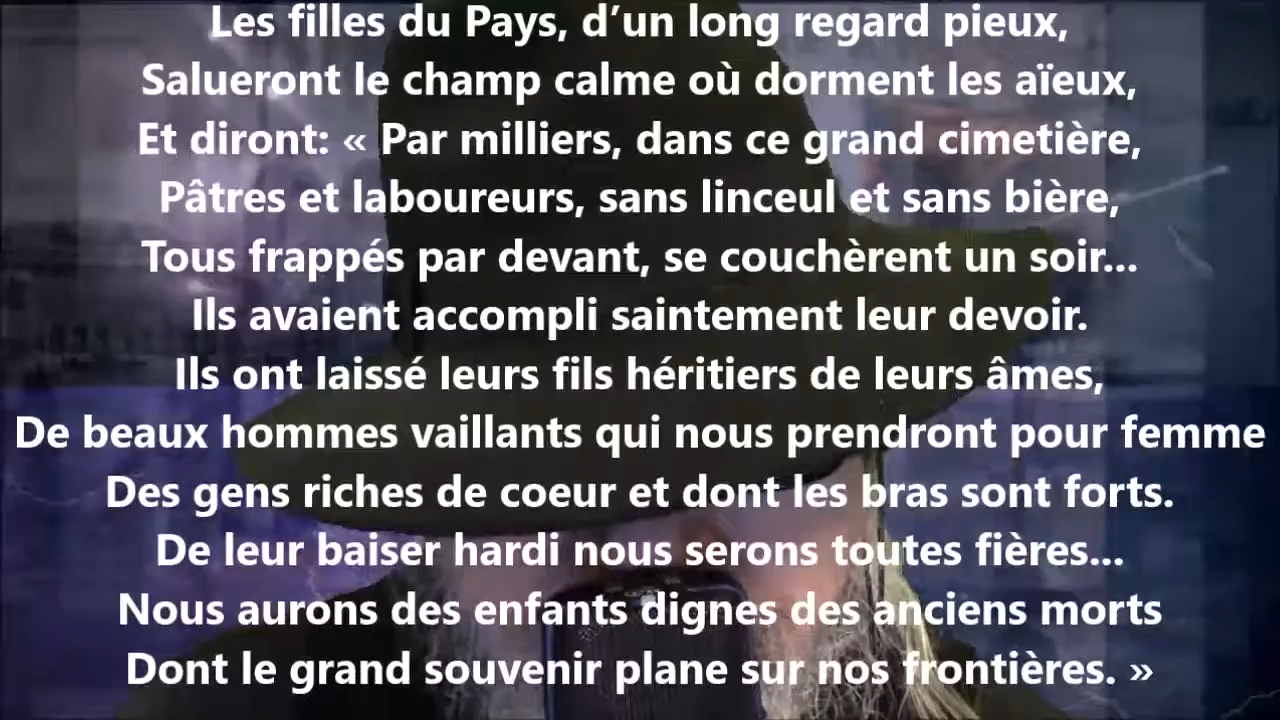 Les filles du Pays, d’un long regard pieux,
Salueront le champ calme où dorment les aïeux,
Et diront: « Par milliers, dans ce grand cimetière,
Pâtres et laboureurs, sans linceul et sans bière,
Tous frappés par devant, se couchèrent un soir...
Ils avaient accompli saintement leur devoir.
Ils ont laissé leurs fils héritiers de leurs âmes,
De beaux hommes vaillants qui nous prendront pour femme
Des gens riches de coeur et dont les bras sont forts.
De leur baiser hardi nous serons toutes fières...
Nous aurons des enfants dignes des anciens morts
Dont le grand souvenir plane sur nos frontières. »